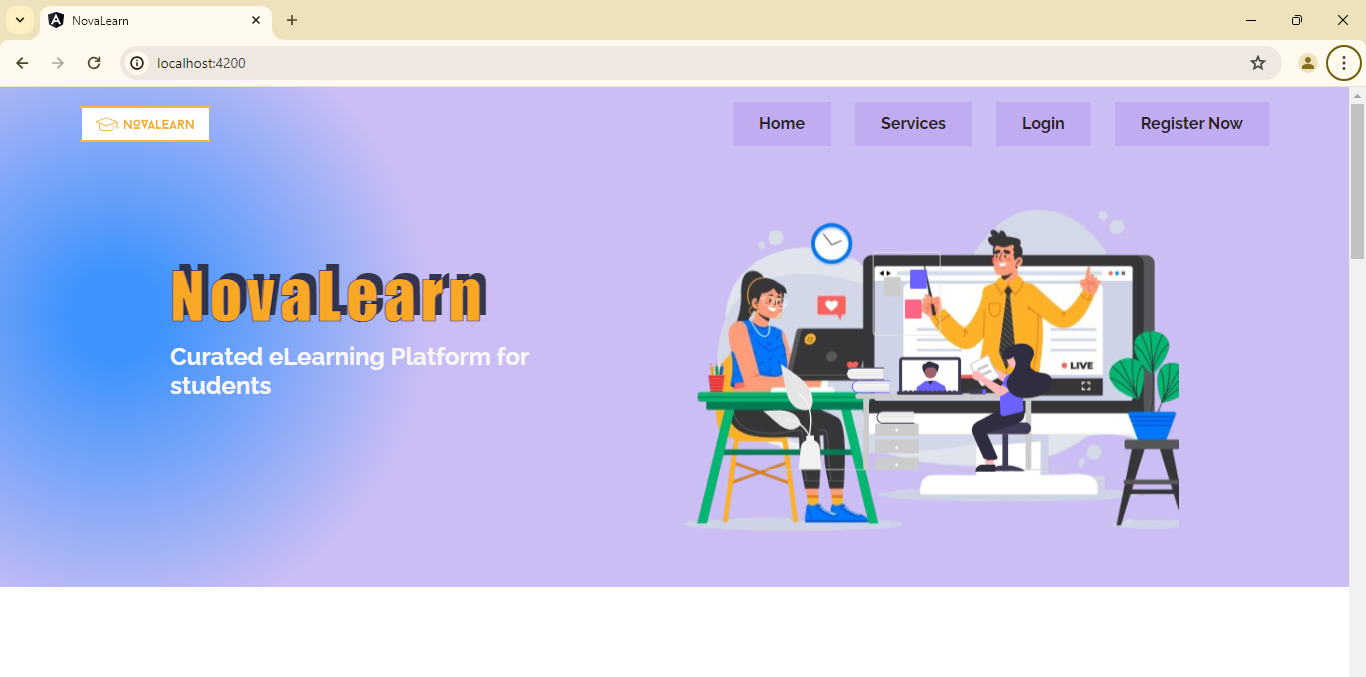 NovaLearn
localhost:4200
NOVALEARN
Home
Services
Login
Register Now
NovaLearn
Curated eLearning Platform for
students
LIVE